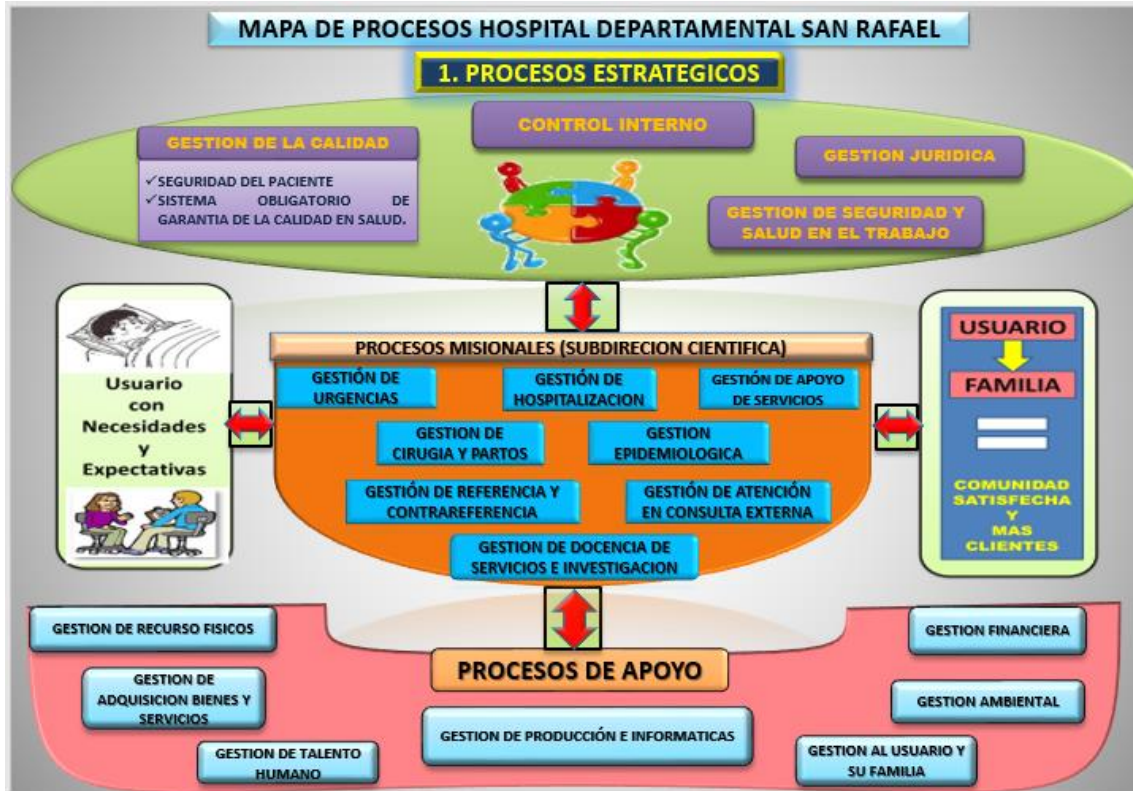 MAPA DE PROCESOS HOSPITAL DEPARTAMENTAL SAN RAFAEL
1. PROCESOS ESTRATEGICOS
CONTROL INTERNO
GESTION DE LA CALIDAD
✓SEGURIDAD DEL PACIENTE
✓SISTEMA OBLIGATORIO DE
GARANTIA DE LA CALIDAD EN SALUD.
GESTION JURIDICA
GESTION DE SEGURIDAD Y
SALUD EN EL TRABAJO
Usuario
con
Necesidades
y
Expectativas
PROCESOS MISIONALES (SUBDIRECION CIENTIFICA)
GESTIÓN DE
URGENCIAS
GESTIÓN DE
HOSPITALIZACION
GESTIÓN DE APOYO
DE SERVICIOS
GESTION DE
CIRUGIA Y PARTOS
GESTION
EPIDEMIOLOGICA
GESTIÓN DE REFERENCIA Y
CONTRAREFERENCIA
GESTIÓN DE ATENCIÓN
EN CONSULTA EXTERNA
GESTION DE DOCENCIA DE
SERVICIOS E INVESTIGACION
USUARIO
FAMILIA
COMUNIDAD
SATISFECHA
Y
MAS
CLIENTES
PROCESOS DE APOYO
GESTION DE RECURSO FISICOS
GESTION DE
ADQUISICION BIENES Y
SERVICIOS
GESTION DE TALENTO
HUMANO
GESTION DE PRODUCCIÓN E INFORMATICAS
GESTION FINANCIERA
GESTION AMBIENTAL
GESTION AL USUARIO Y
SU FAMILIA